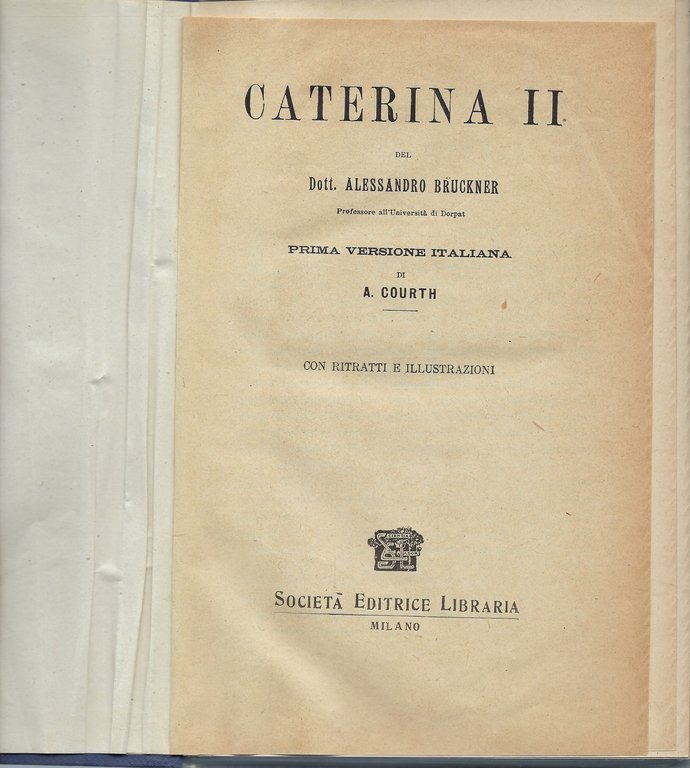 CATERINA II
DEL
Dott. ALESSANDRO BRÜCKNER
Professore all'Università di Dorpat
PRIMA VERSIONE ITALIANA
DI
A. COURTH
CON RITRATTI E ILLUSTRAZIONI
SOCIETÀ EDITRICE LIBRARIA
MILANO